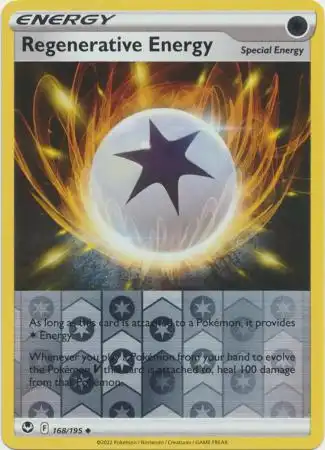 ENERGY
Regenerative Energy
Special Energy
As long as this card is attached to a Pokémon, it provides
Energy.
Whenever you play a Pokémon from your hand to evolve
the Pokémon V this card is attached to, heal 100 damage
from that Pokémon.
F 168/195
©2022 Pokémon / Nintendo / Creatures / GAME FREAK